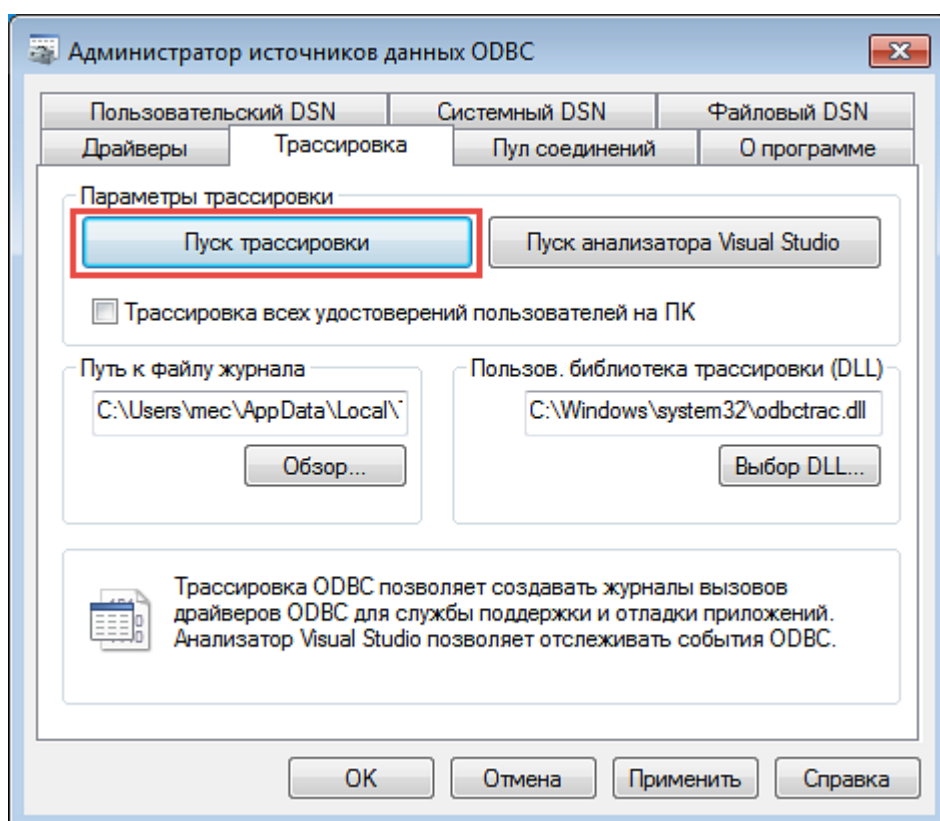 Администратор источников данных ODBC
Пользовательский DSN
Системный DSN
Файловый DSN
Драйверы
Трассировка
Пул соединений
О программе
Параметры трассировки
Пуск трассировки
Пуск анализатора Visual Studio
Трассировка всех удостоверений пользователей на ПК
Путь к файлу журнала
C:\Users\mec\AppData\Local\
Обзор...
Пользов. библиотека трассировки (DLL)
C:\Windows\system32\odbctrac.dll
Выбор DLL...
Трассировка ODBC позволяет создавать журналы вызовов
драйверов ODBC для службы поддержки и отладки приложений.
Анализатор Visual Studio позволяет отслеживать события ODBC.
OK
Отмена
Применить
Справка